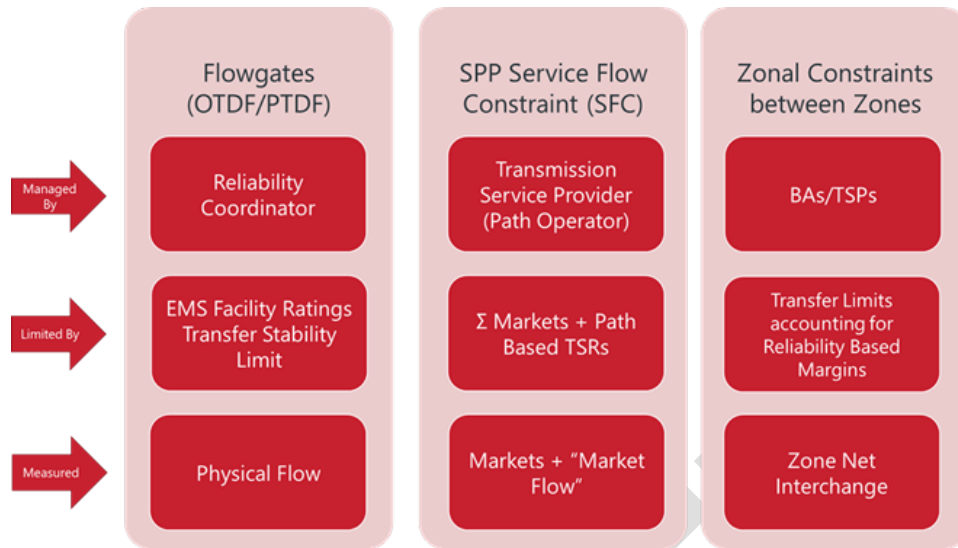 Flowgates
(OTDF/PTDF)
SPP Service Flow
Constraint (SFC)
Zonal Constraints
between Zones
Managed
By
Reliability
Coordinator
Transmission
Service Provider
(Path Operator)
BAs/TSPs
Limited By
EMS Facility Ratings
Transfer Stability
Limit
Σ Markets + Path
Based TSRs
Transfer Limits
accounting for
Reliability Based
Margins
Measured
Physical Flow
Markets + “Market
Flow”
Zone Net
Interchange